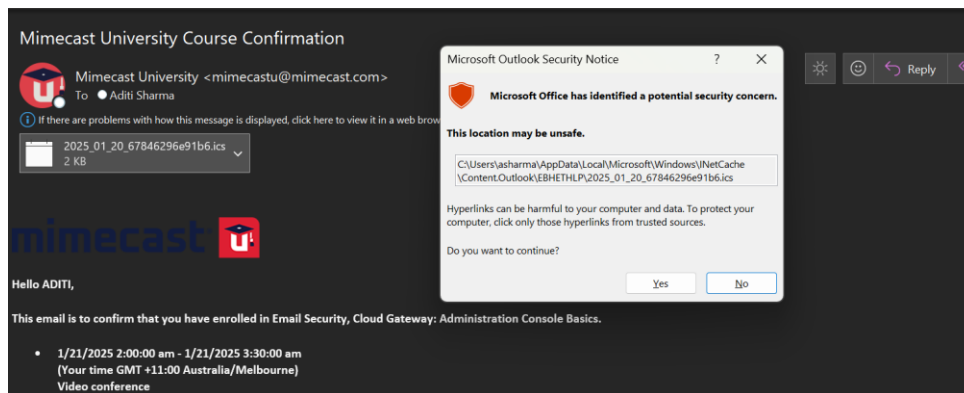 Mimecast University Course Confirmation
Mimecast University <mimecastu@mimecast.com>
To Aditi Sharma
If there are problems with how this message is displayed, click here to view it in a web brow
2025_01_20_67846296e91b6.ics
2 KB
Reply
Microsoft Outlook Security Notice ?
Microsoft Office has identified a potential security concern.
This location may be unsafe.
C:\Users\asharma\AppData\Local\Microsoft\Windows\INetCache
\Content.Outlook\EBHETHLP\2025_01_20_67846296e91b6.ics
Hyperlinks can be harmful to your computer and data. To protect your
computer, click only those hyperlinks from trusted sources.
Do you want to continue?
Yes No
mimecast u
Hello ADITI,
This email is to confirm that you have enrolled in Email Security, Cloud Gateway: Administration Console Basics.
• 1/21/2025 2:00:00 am - 1/21/2025 3:30:00 am
(Your time GMT +11:00 Australia/Melbourne)
Video conference